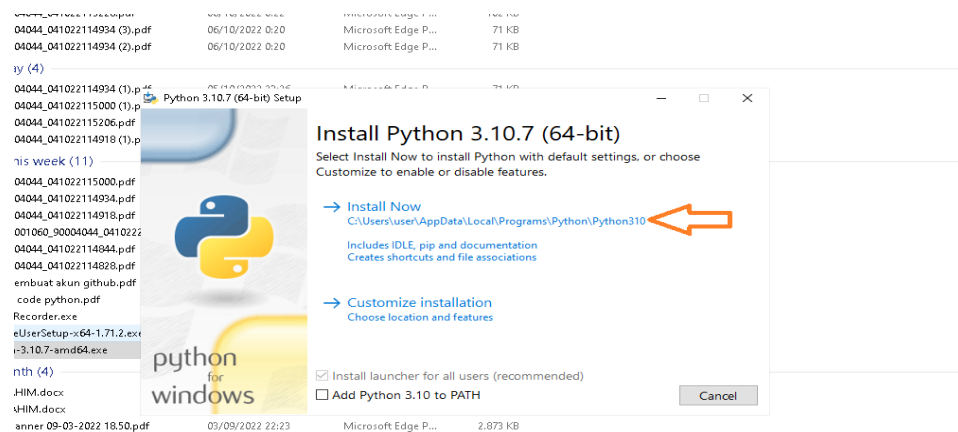 04044_041022114934 (3).pdf 06/10/2022 0:20 Microsoft Edge P... 71 KB
04044_041022114934 (2).pdf 06/10/2022 0:20 Microsoft Edge P... 71 KB
ay (4)
04044_041022114934 (1).pdf
04044_041022115000 (1).p
04044_041022115206.pdf
04044_041022114918 (1).p
his week (11)
04044_041022115000.pdf
04044_041022114934.pdf
04044_041022114918.pdf
001060_90004044_0410222
04044_041022114844.pdf
04044_041022114828.pdf
embuat akun github.pdf
code python.pdf
Recorder.exe
eUserSetup-x64-1.71.2.exe
-3.10.7-amd64.exe
nth (4)
HIM.docx
HIM.docx
anner 09-03-2022 18.50.pdf 03/09/2022 22:23 Microsoft Edge P... 2.873 KB
Python 3.10.7 (64-bit) Setup
Install Python 3.10.7 (64-bit)
Select Install Now to install Python with default settings, or choose
Customize to enable or disable features.
Install Now
C:\Users\user\AppData\Local\Programs\Python\Python310
Includes IDLE, pip and documentation
Creates shortcuts and file associations
Customize installation
Choose location and features
Install launcher for all users (recommended)
Add Python 3.10 to PATH
Cancel
python
for
windows